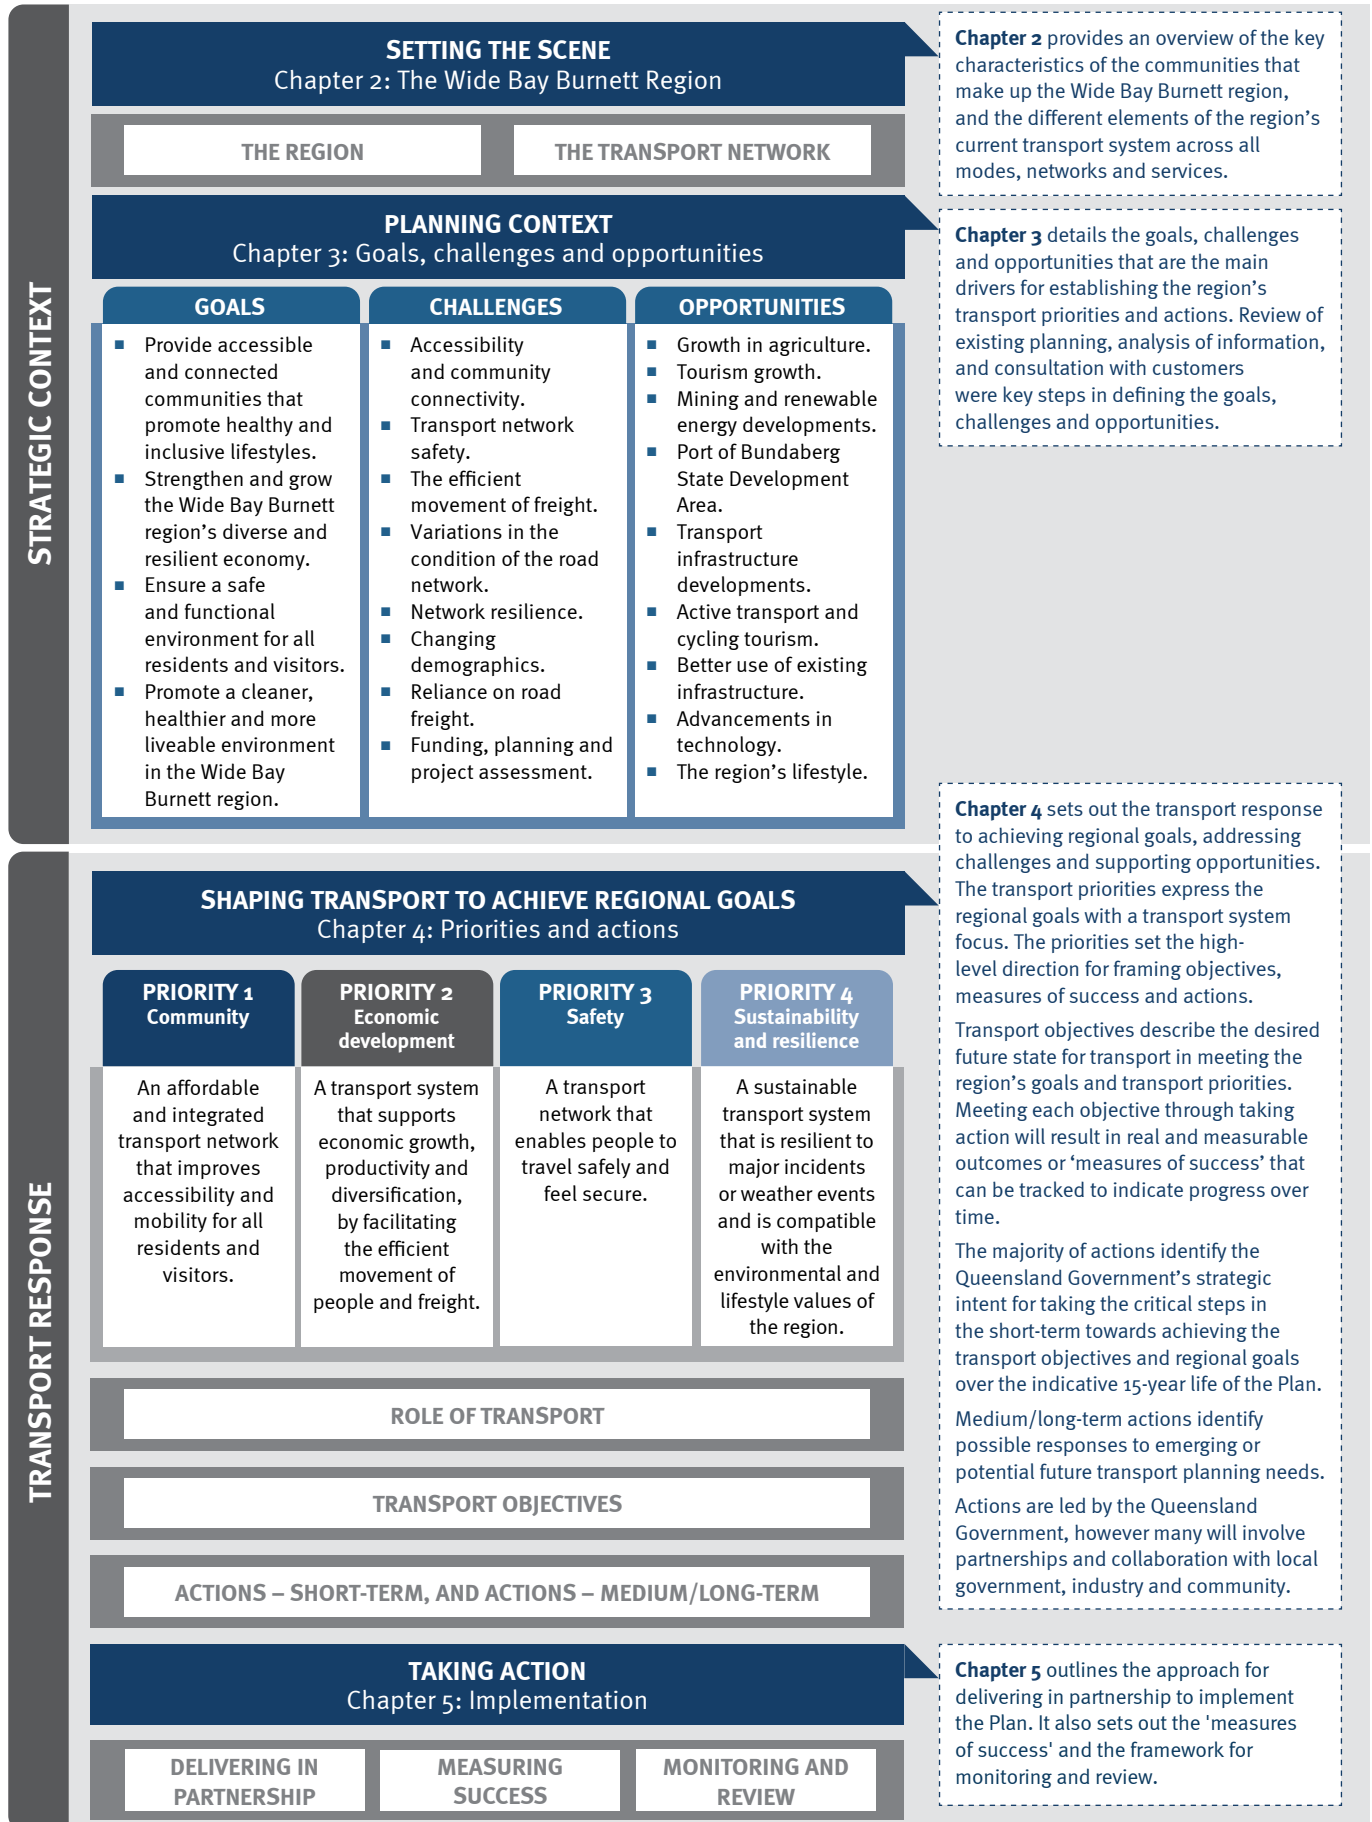 STRATEGIC CONTEXT
SETTING THE SCENE
Chapter 2: The Wide Bay Burnett Region
THE REGION
THE TRANSPORT NETWORK
Chapter 2 provides an overview of the key
characteristics of the communities that
make up the Wide Bay Burnett region,
and the different elements of the region’s
current transport system across all
modes, networks and services.
PLANNING CONTEXT
Chapter 3: Goals, challenges and opportunities
Chapter 3 details the goals, challenges
and opportunities that are the main
drivers for establishing the region’s
transport priorities and actions. Review of
existing planning, analysis of information,
and consultation with customers
were key steps in defining the goals,
challenges and opportunities.
GOALS
▪ Provide accessible
and connected
communities that
promote healthy and
inclusive lifestyles.
▪ Strengthen and grow
the Wide Bay Burnett
region’s diverse and
resilient economy.
▪ Ensure a safe
and functional
environment for all
residents and visitors.
▪ Promote a cleaner,
healthier and more
liveable environment
in the Wide Bay
Burnett region.
CHALLENGES
▪ Accessibility
and community
connectivity.
▪ Transport network
safety.
▪ The efficient
movement of freight.
▪ Variations in the
condition of the road
network.
▪ Network resilience.
▪ Changing
demographics.
▪ Reliance on road
freight.
▪ Funding, planning and
project assessment.
OPPORTUNITIES
▪ Growth in agriculture.
▪ Tourism growth.
▪ Mining and renewable
energy developments.
▪ Port of Bundaberg
State Development
Area.
▪ Transport
infrastructure
developments.
▪ Active transport and
cycling tourism.
▪ Better use of existing
infrastructure.
▪ Advancements in
technology.
▪ The region’s lifestyle.
TRANSPORT RESPONSE
SHAPING TRANSPORT TO ACHIEVE REGIONAL GOALS
Chapter 4: Priorities and actions
PRIORITY 1
Community
An affordable
and integrated
transport network
that improves
accessibility and
mobility for all
residents and
visitors.
PRIORITY 2
Economic
development
A transport system
that supports
economic growth,
productivity and
diversification,
by facilitating
the efficient
movement of
people and freight.
PRIORITY 3
Safety
A transport
network that
enables people to
travel safely and
feel secure.
PRIORITY 4
Sustainability
and resilience
A sustainable
transport system
that is resilient to
major incidents
or weather events
and is compatible
with the
environmental and
lifestyle values of
the region.
ROLE OF TRANSPORT
TRANSPORT OBJECTIVES
ACTIONS – SHORT-TERM, AND ACTIONS – MEDIUM/LONG-TERM
Chapter 4 sets out the transport response
to achieving regional goals, addressing
challenges and supporting opportunities.
The transport priorities express the
regional goals with a transport system
focus. The priorities set the high-
level direction for framing objectives,
measures of success and actions.
Transport objectives describe the desired
future state for transport in meeting the
region’s goals and transport priorities.
Meeting each objective through taking
action will result in real and measurable
outcomes or ‘measures of success’ that
can be tracked to indicate progress over
time.
The majority of actions identify the
Queensland Government’s strategic
intent for taking the critical steps in
the short-term towards achieving the
transport objectives and regional goals
over the indicative 15-year life of the Plan.
Medium/long-term actions identify
possible responses to emerging or
potential future transport planning needs.
Actions are led by the Queensland
Government, however many will involve
partnerships and collaboration with local
government, industry and community.
TAKING ACTION
Chapter 5: Implementation
DELIVERING IN
PARTNERSHIP
MEASURING
SUCCESS
MONITORING AND
REVIEW
Chapter 5 outlines the approach for
delivering in partnership to implement
the Plan. It also sets out the 'measures
of success' and the framework for
monitoring and review.